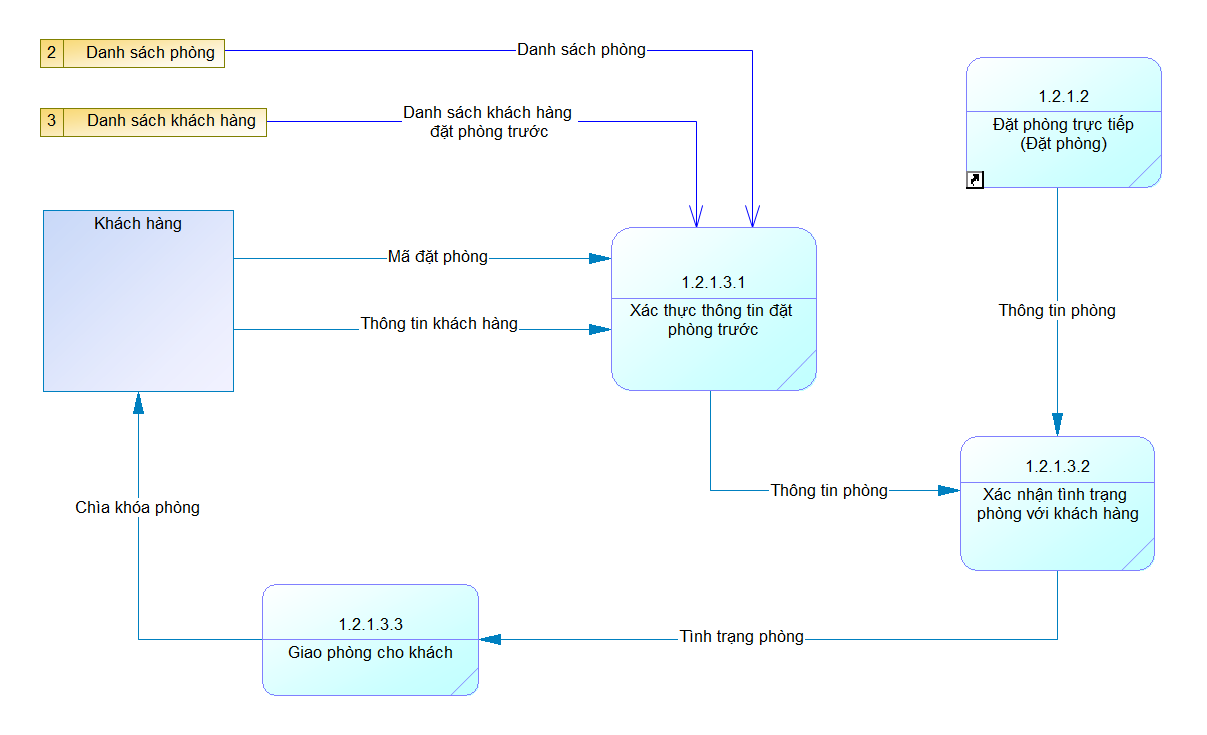 2 Danh sách phòng
Danh sách phòng
3 Danh sách khách hàng
Danh sách khách hàng
đặt phòng trước
1.2.1.2
Đặt phòng trực tiếp
(Đặt phòng)
Khách hàng
Mã đặt phòng
Thông tin khách hàng
1.2.1.3.1
Xác thực thông tin đặt
phòng trước
Thông tin phòng
Thông tin phòng
1.2.1.3.2
Xác nhận tình trạng
phòng với khách hàng
Chìa khóa phòng
1.2.1.3.3
Giao phòng cho khách
Tình trạng phòng